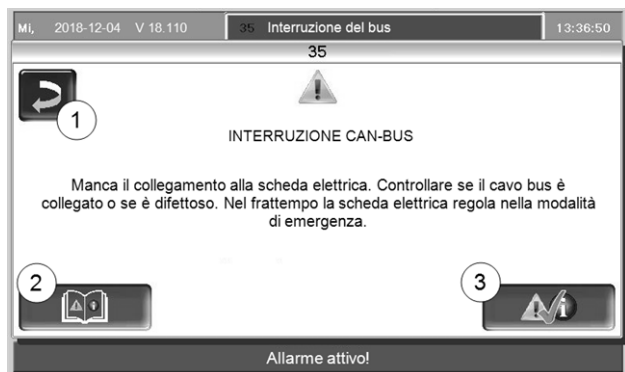 Mi, 2018-12-04 V 18.110 35 Interruzione del bus 13:36:50
35
1
INTERRUZIONE CAN-BUS
Manca il collegamento alla scheda elettrica. Controllare se il cavo bus è
collegato o se è difettoso. Nel frattempo la scheda elettrica regola nella modalità
di emergenza.
2
3
Allarme attivo!